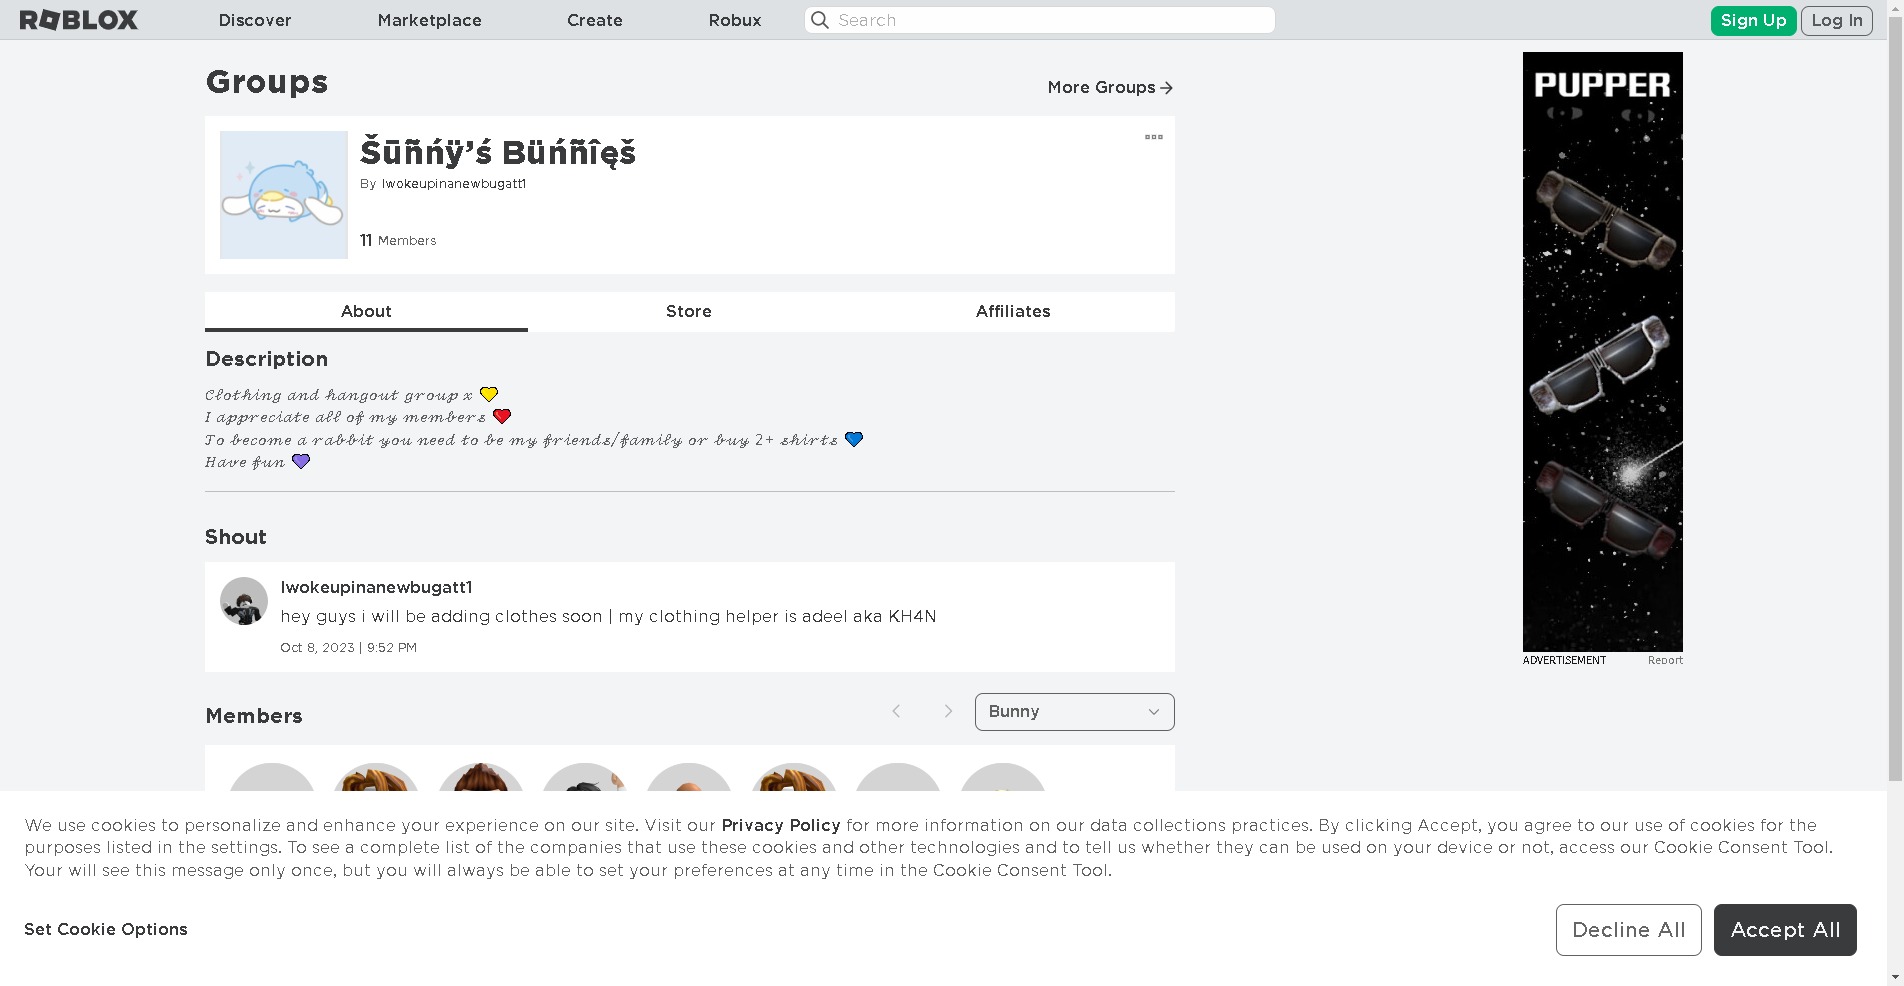 ROBLOX
Discover
Marketplace
Create
Robux
Search
Sign Up
Log In
Groups
More Groups
Šūñńÿ’ś Büńñîęš
By Iwokeupinanewbugatt1
11 Members
About
Store
Affiliates
Description
𝓒𝓵𝓸𝓽𝓱𝓲𝓷𝓰 𝓪𝓷𝓭 𝓱𝓪𝓷𝓰𝓸𝓾𝓽 𝓰𝓻𝓸𝓾𝓹 𝔁 💛
𝓘 𝓪𝓹𝓹𝓻𝓮𝓬𝓲𝓪𝓽𝓮 𝓪𝓵𝓵 𝓸𝓯 𝓶𝔂 𝓶𝓮𝓶𝓫𝓮𝓻𝓼 ❤️
𝓣𝓸 𝓫𝓮𝓬𝓸𝓶𝓮 𝓪 𝓻𝓪𝓫𝓫𝓲𝓽 𝔂𝓸𝓾 𝓷𝓮𝓮𝓭 𝓽𝓸 𝓫𝓮 𝓶𝔂 𝓯𝓻𝓲𝓮𝓷𝓭𝓼/𝓯𝓪𝓶𝓲𝓵𝔂 𝓸𝓻 𝓫𝓾𝔂 2+ 𝓼𝓱𝓲𝓻𝓽𝓼 💙
𝓗𝓪𝓿𝓮 𝓯𝓾𝓷 💜
Shout
Iwokeupinanewbugatt1
hey guys i will be adding clothes soon | my clothing helper is adeel aka KH4N
Oct 8, 2023 | 9:52 PM
Members
Bunny
PUPPER
ADVERTISEMENT
Report
We use cookies to personalize and enhance your experience on our site. Visit our Privacy Policy for more information on our data collections practices. By clicking Accept, you agree to our use of cookies for the
purposes listed in the settings. To see a complete list of the companies that use these cookies and other technologies and to tell us whether they can be used on your device or not, access our Cookie Consent Tool.
Your will see this message only once, but you will always be able to set your preferences at any time in the Cookie Consent Tool.
Set Cookie Options
Decline All
Accept All